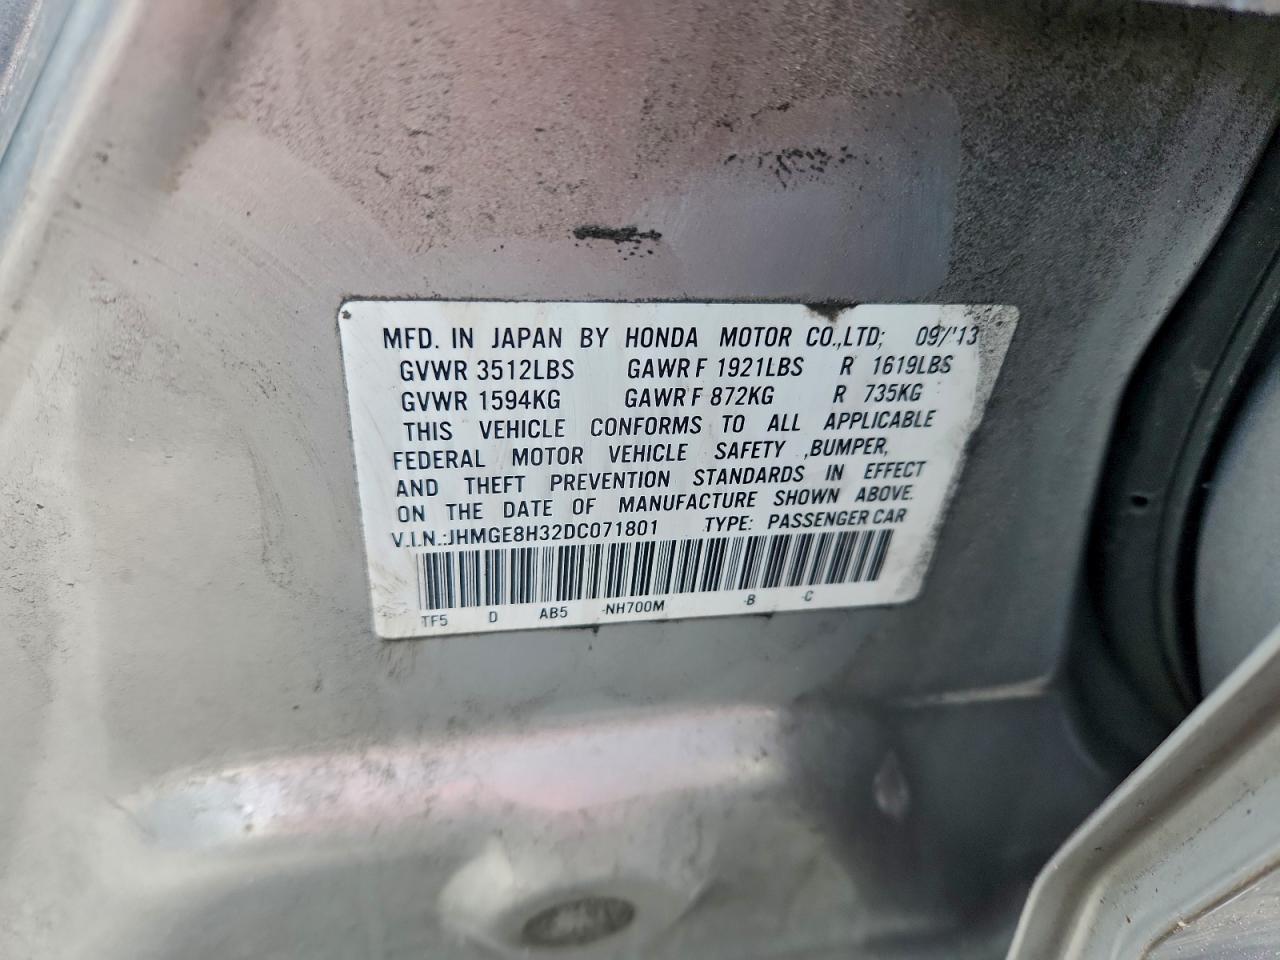 MFD. IN JAPAN BY HONDA MOTOR CO.,LTD; 09/'13
GVWR 3512LBS GAWR F 1921LBS R 1619LBS
GVWR 1594KG GAWR F 872KG R 735KG
THIS VEHICLE CONFORMS TO ALL APPLICABLE
FEDERAL MOTOR VEHICLE SAFETY ,BUMPER,
AND THEFT PREVENTION STANDARDS IN EFFECT
ON THE DATE OF MANUFACTURE SHOWN ABOVE.
V.I.N.:JHMGE8H32DC071801 TYPE: PASSENGER CAR
TF5 D AB5 -NH700M -B -C